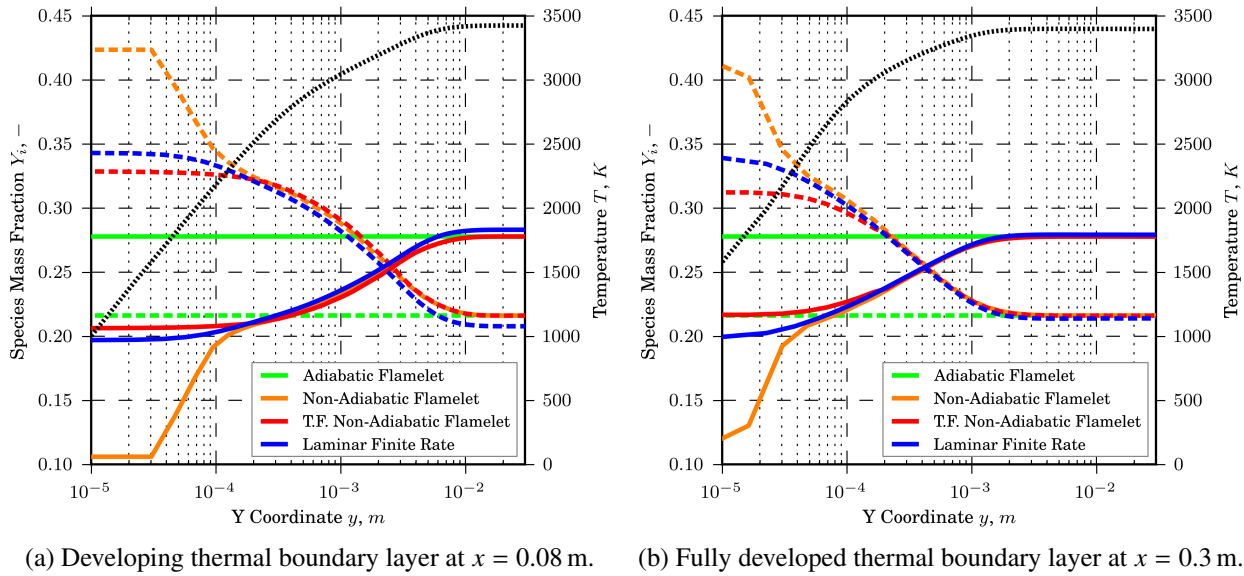 0.45
0.40
0.35
0.30
0.25
0.20
0.15
0.10
Species Mass Fraction Yᵢ, −
3500
3000
2500
2000
1500
1000
500
0
Temperature T, K
10⁻⁵ 10⁻⁴ 10⁻³ 10⁻²
Y Coordinate y, m
Adiabatic Flamelet
Non-Adiabatic Flamelet
T.F. Non-Adiabatic Flamelet
Laminar Finite Rate
(a) Developing thermal boundary layer at x = 0.08 m.
0.45
0.40
0.35
0.30
0.25
0.20
0.15
0.10
Species Mass Fraction Yᵢ, −
3500
3000
2500
2000
1500
1000
500
0
Temperature T, K
10⁻⁵ 10⁻⁴ 10⁻³ 10⁻²
Y Coordinate y, m
Adiabatic Flamelet
Non-Adiabatic Flamelet
T.F. Non-Adiabatic Flamelet
Laminar Finite Rate
(b) Fully developed thermal boundary layer at x = 0.3 m.